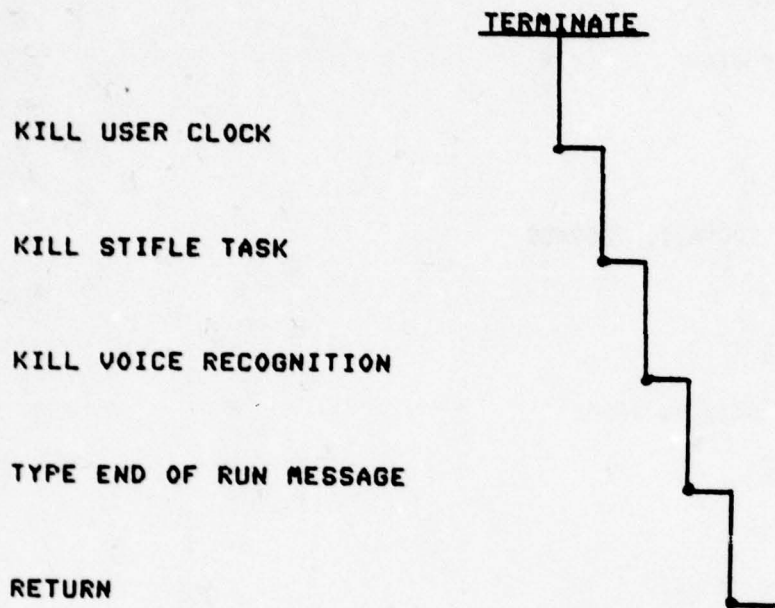 TERMINATE
KILL USER CLOCK
KILL STIFLE TASK
KILL VOICE RECOGNITION
TYPE END OF RUN MESSAGE
RETURN